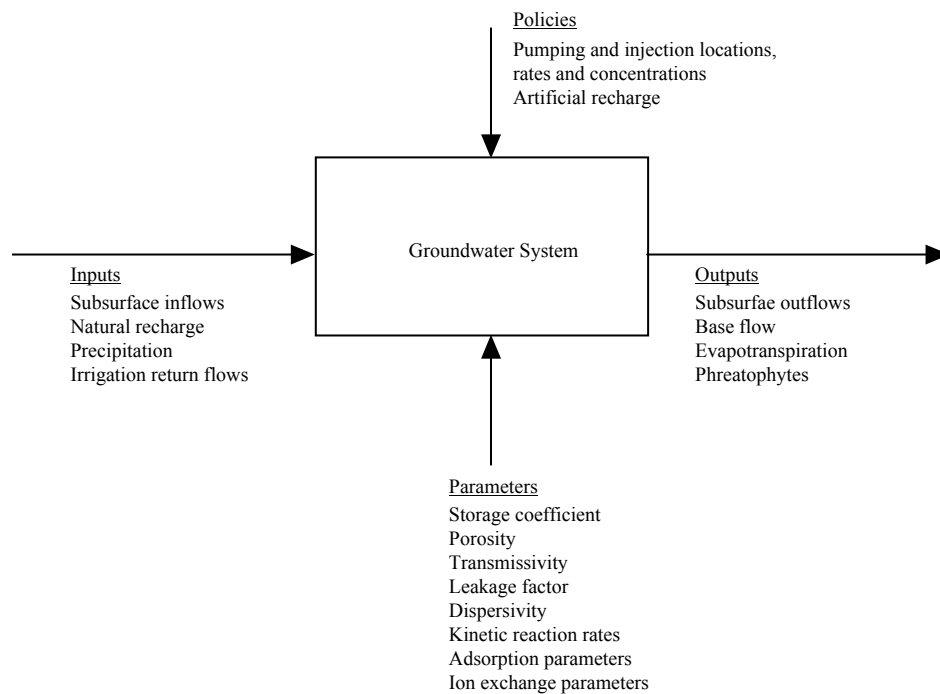 Policies
Pumping and injection locations,
rates and concentrations
Artificial recharge
Groundwater System
Inputs
Subsurface inflows
Natural recharge
Precipitation
Irrigation return flows
Outputs
Subsurfae outflows
Base flow
Evapotranspiration
Phreatophytes
Parameters
Storage coefficient
Porosity
Transmissivity
Leakage factor
Dispersivity
Kinetic reaction rates
Adsorption parameters
Ion exchange parameters